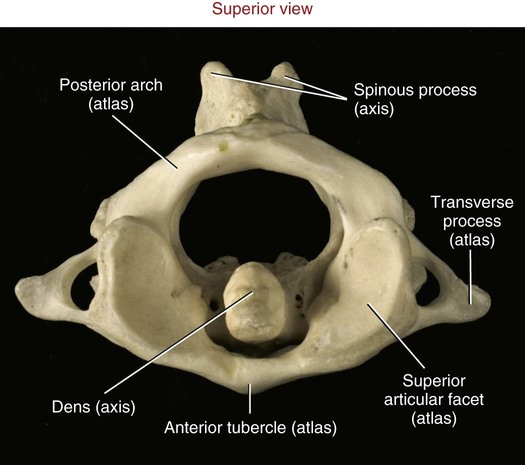 Superior view
Posterior arch
(atlas)
Spinous process
(axis)
Transverse
process
(atlas)
Superior
articular facet
(atlas)
Dens (axis)
Anterior tubercle (atlas)